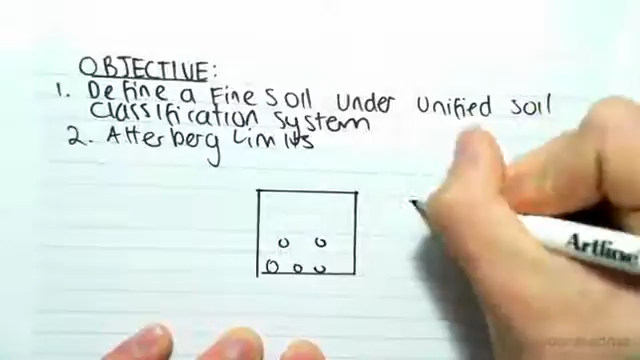 OBJECTIVE:
1. Define a Fine Soil under Unified Soil
Classification System
2. Atterberg Limits
Artline